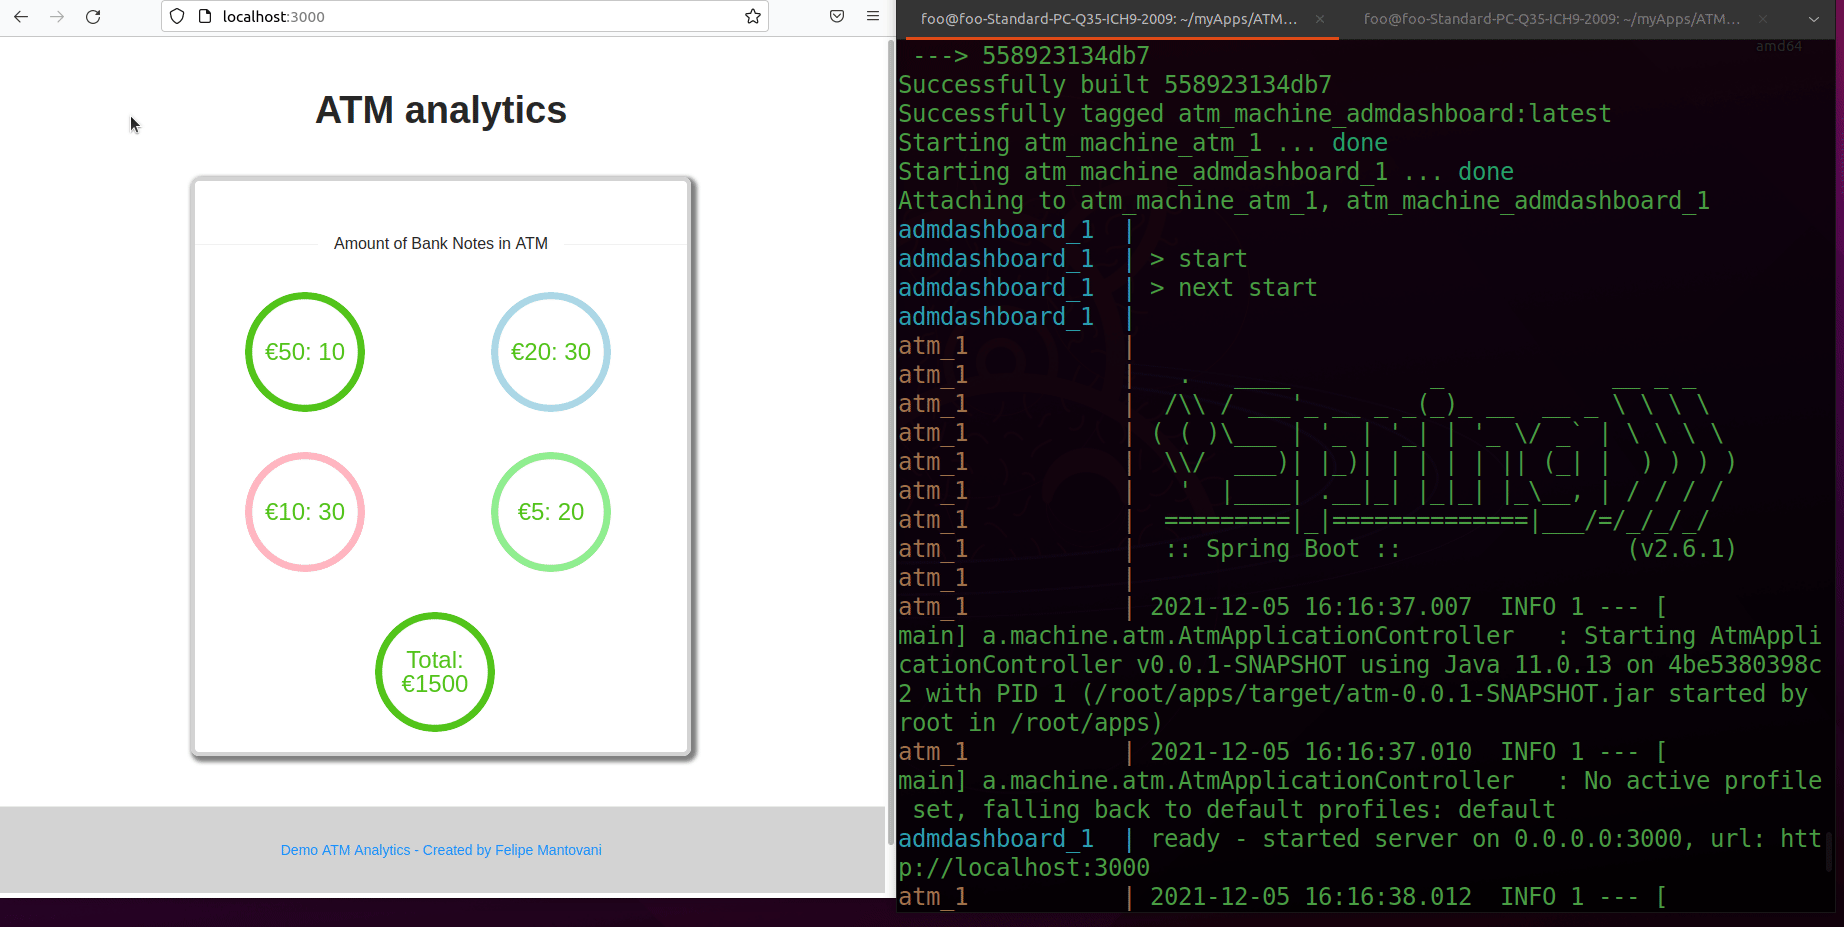 localhost:3000
ATM analytics
Amount of Bank Notes in ATM
€50: 10
€20: 30
€10: 30
€5: 20
Total:
€1500
Demo ATM Analytics - Created by Felipe Mantovani
foo@foo-Standard-PC-Q35-ICH9-2009: ~/myApps/ATM...
foo@foo-Standard-PC-Q35-ICH9-2009: ~/myApps/ATM...
amd64
 ---> 558923134db7
Successfully built 558923134db7
Successfully tagged atm_machine_admdashboard:latest
Starting atm_machine_atm_1 ... done
Starting atm_machine_admdashboard_1 ... done
Attaching to atm_machine_atm_1, atm_machine_admdashboard_1
admdashboard_1  |
admdashboard_1  | > start
admdashboard_1  | > next start
admdashboard_1  |
atm_1           |
atm_1           |   .   ____          _            __ _ _
atm_1           |  /\\ / ___'_ __ _ _(_)_ __  __ _ \ \ \ \
atm_1           | ( ( )\___ | '_ | '_| | '_ \/ _` | \ \ \ \
atm_1           |  \\/  ___)| |_)| | | | | || (_| |  ) ) ) )
atm_1           |   '  |____| .__|_| |_|_| |_\__, | / / / /
atm_1           |  =========|_|==============|___/=/_/_/_/
atm_1           |  :: Spring Boot ::                (v2.6.1)
atm_1           |
atm_1           | 2021-12-05 16:16:37.007  INFO 1 --- [
main] a.machine.atm.AtmApplicationController   : Starting AtmAppli
cationController v0.0.1-SNAPSHOT using Java 11.0.13 on 4be5380398c
2 with PID 1 (/root/apps/target/atm-0.0.1-SNAPSHOT.jar started by
root in /root/apps)
atm_1           | 2021-12-05 16:16:37.010  INFO 1 --- [
main] a.machine.atm.AtmApplicationController   : No active profile
 set, falling back to default profiles: default
admdashboard_1  | ready - started server on 0.0.0.0:3000, url: htt
p://localhost:3000
atm_1           | 2021-12-05 16:16:38.012  INFO 1 --- [